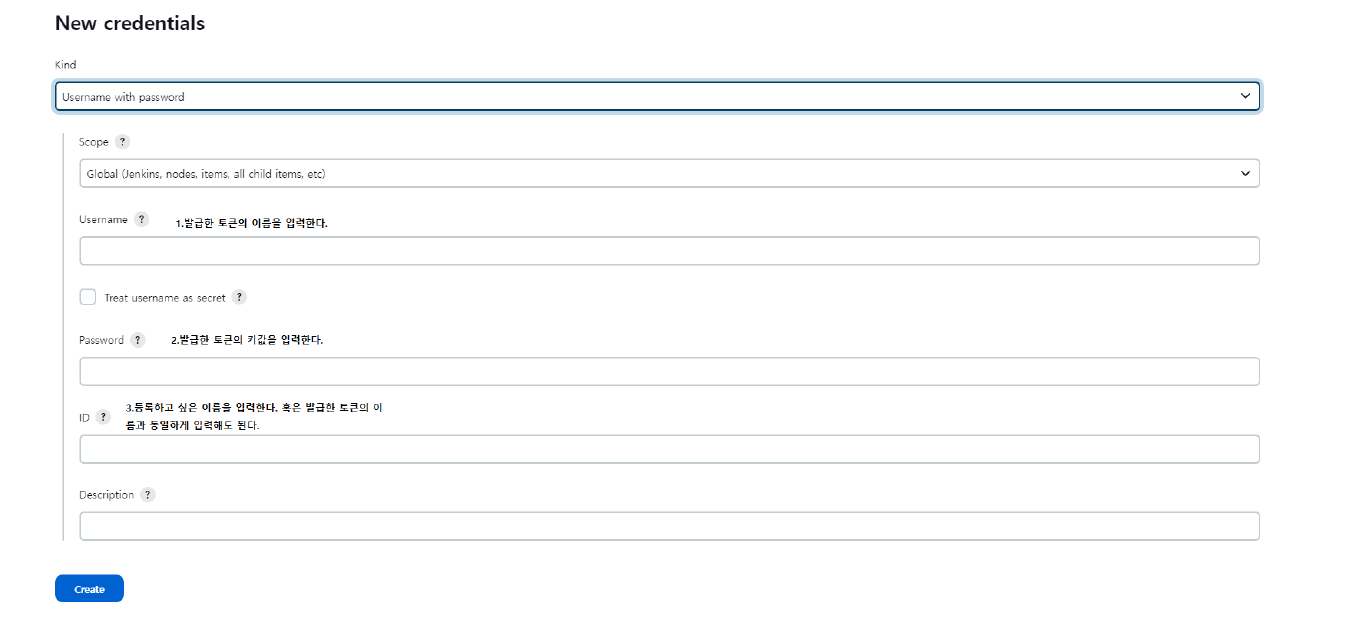 New credentials
Kind
Username with password
Scope ?
Global (Jenkins, nodes, items, all child items, etc)
Username ? 1.발급한 토큰의 이름을 입력한다.
Treat username as secret ?
Password ? 2.발급한 토큰의 키값을 입력한다.
3.등록하고 싶은 이름을 입력한다. 혹은 발급한 토큰의 이
ID ?
름과 동일하게 입력해도 된다.
Description ?
Create